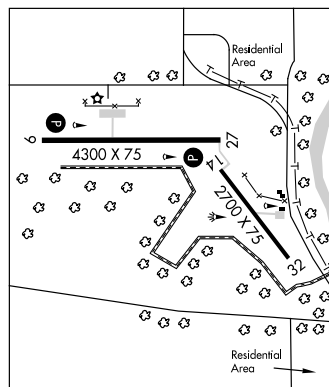 Residential
Area
P
9
27
4300 X 75
P
14
2700 X 75
32
Residential
Area